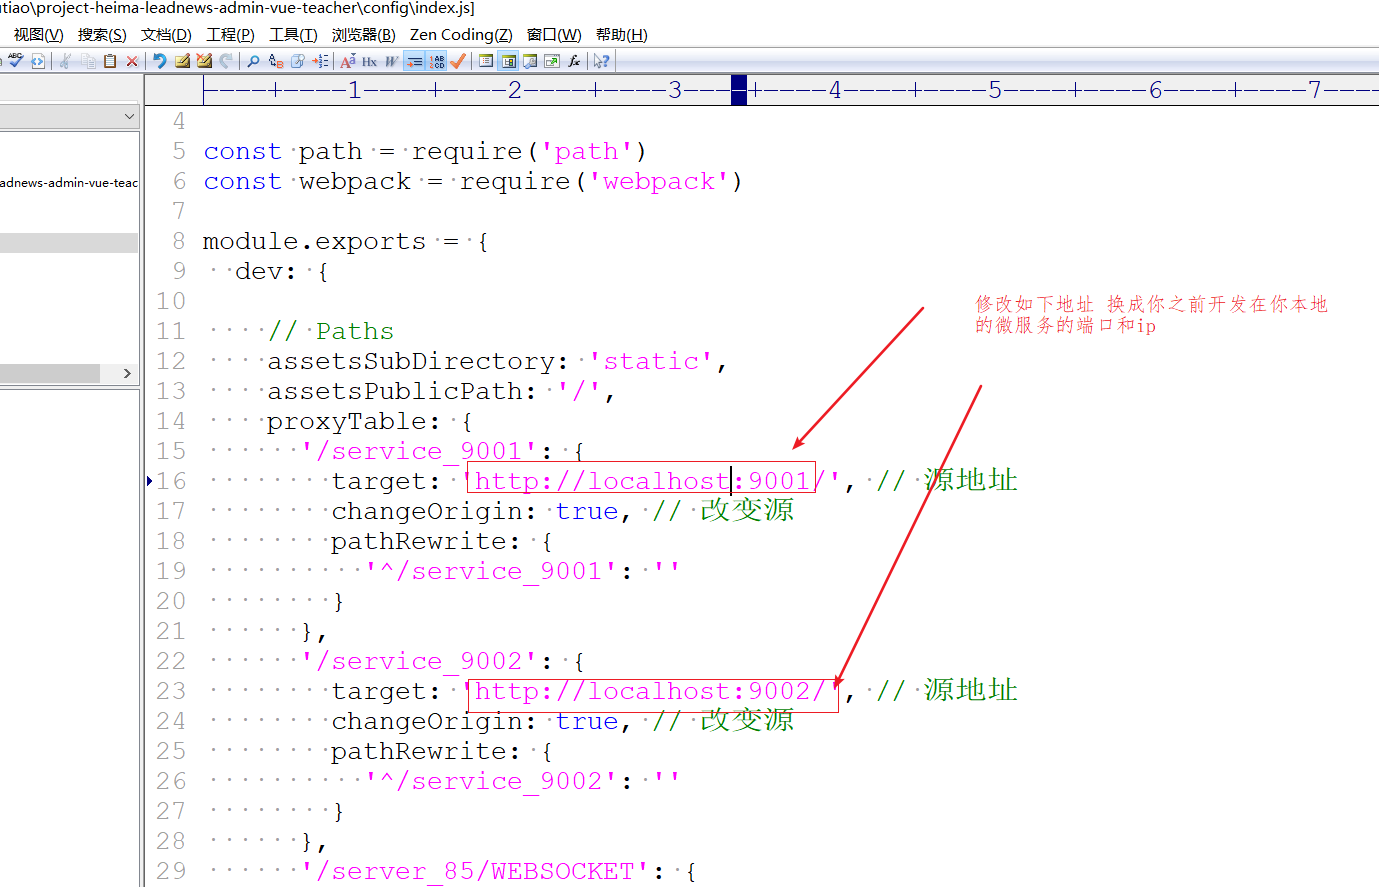 utiao\project-heima-leadnews-admin-vue-teacher\config\index.js]
视图(V) 搜索(S) 文档(D) 工程(P) 工具(T) 浏览器(B) Zen Coding(Z) 窗口(W) 帮助(H)
----+----1----+----2----+----3----+----4----+----5----+----6----+----7----
adnews-admin-vue-teac
4
5 const path = require('path')
6 const webpack = require('webpack')
7
8 module.exports = {
9 dev: {
10
11 // Paths
12 assetsSubDirectory: 'static',
13 assetsPublicPath: '/',
14 proxyTable: {
15 '/service_9001': {
16 target: 'http://localhost:9001/', // 源地址
17 changeOrigin: true, // 改变源
18 pathRewrite: {
19 '^/service_9001': ''
20 }
21 },
22 '/service_9002': {
23 target: 'http://localhost:9002/', // 源地址
24 changeOrigin: true, // 改变源
25 pathRewrite: {
26 '^/service_9002': ''
27 }
28 },
29 '/server_85/WEBSOCKET': {
修改如下地址 换成你之前开发在你本地
的微服务的端口和ip